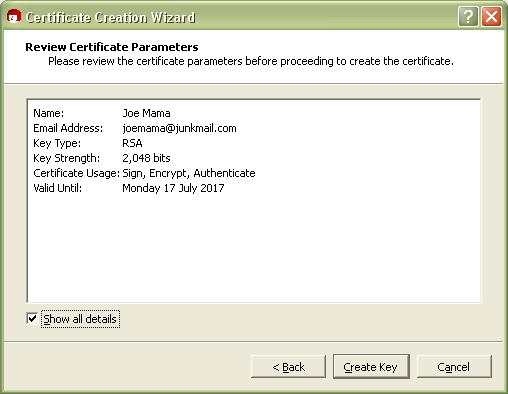 Certificate Creation Wizard
Review Certificate Parameters
Please review the certificate parameters before proceeding to create the certificate.
Name: Joe Mama
Email Address: joemama@junkmail.com
Key Type: RSA
Key Strength: 2,048 bits
Certificate Usage: Sign, Encrypt, Authenticate
Valid Until: Monday 17 July 2017
Show all details
< Back Create Key Cancel